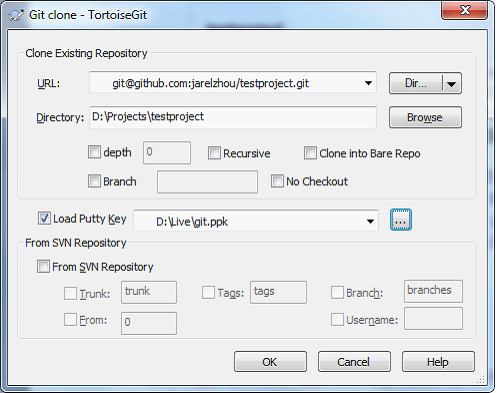 Git clone - TortoiseGit
Clone Existing Repository
URL: git@github.com:jarelzhou/testproject.git Dir...
Directory: D:\Projects\testproject Browse
depth 0 Recursive Clone into Bare Repo
Branch No Checkout
Load Putty Key D:\Live\git.ppk ...
From SVN Repository
From SVN Repository
Trunk: trunk Tags: tags Branch: branches
From: 0 Username:
OK Cancel Help